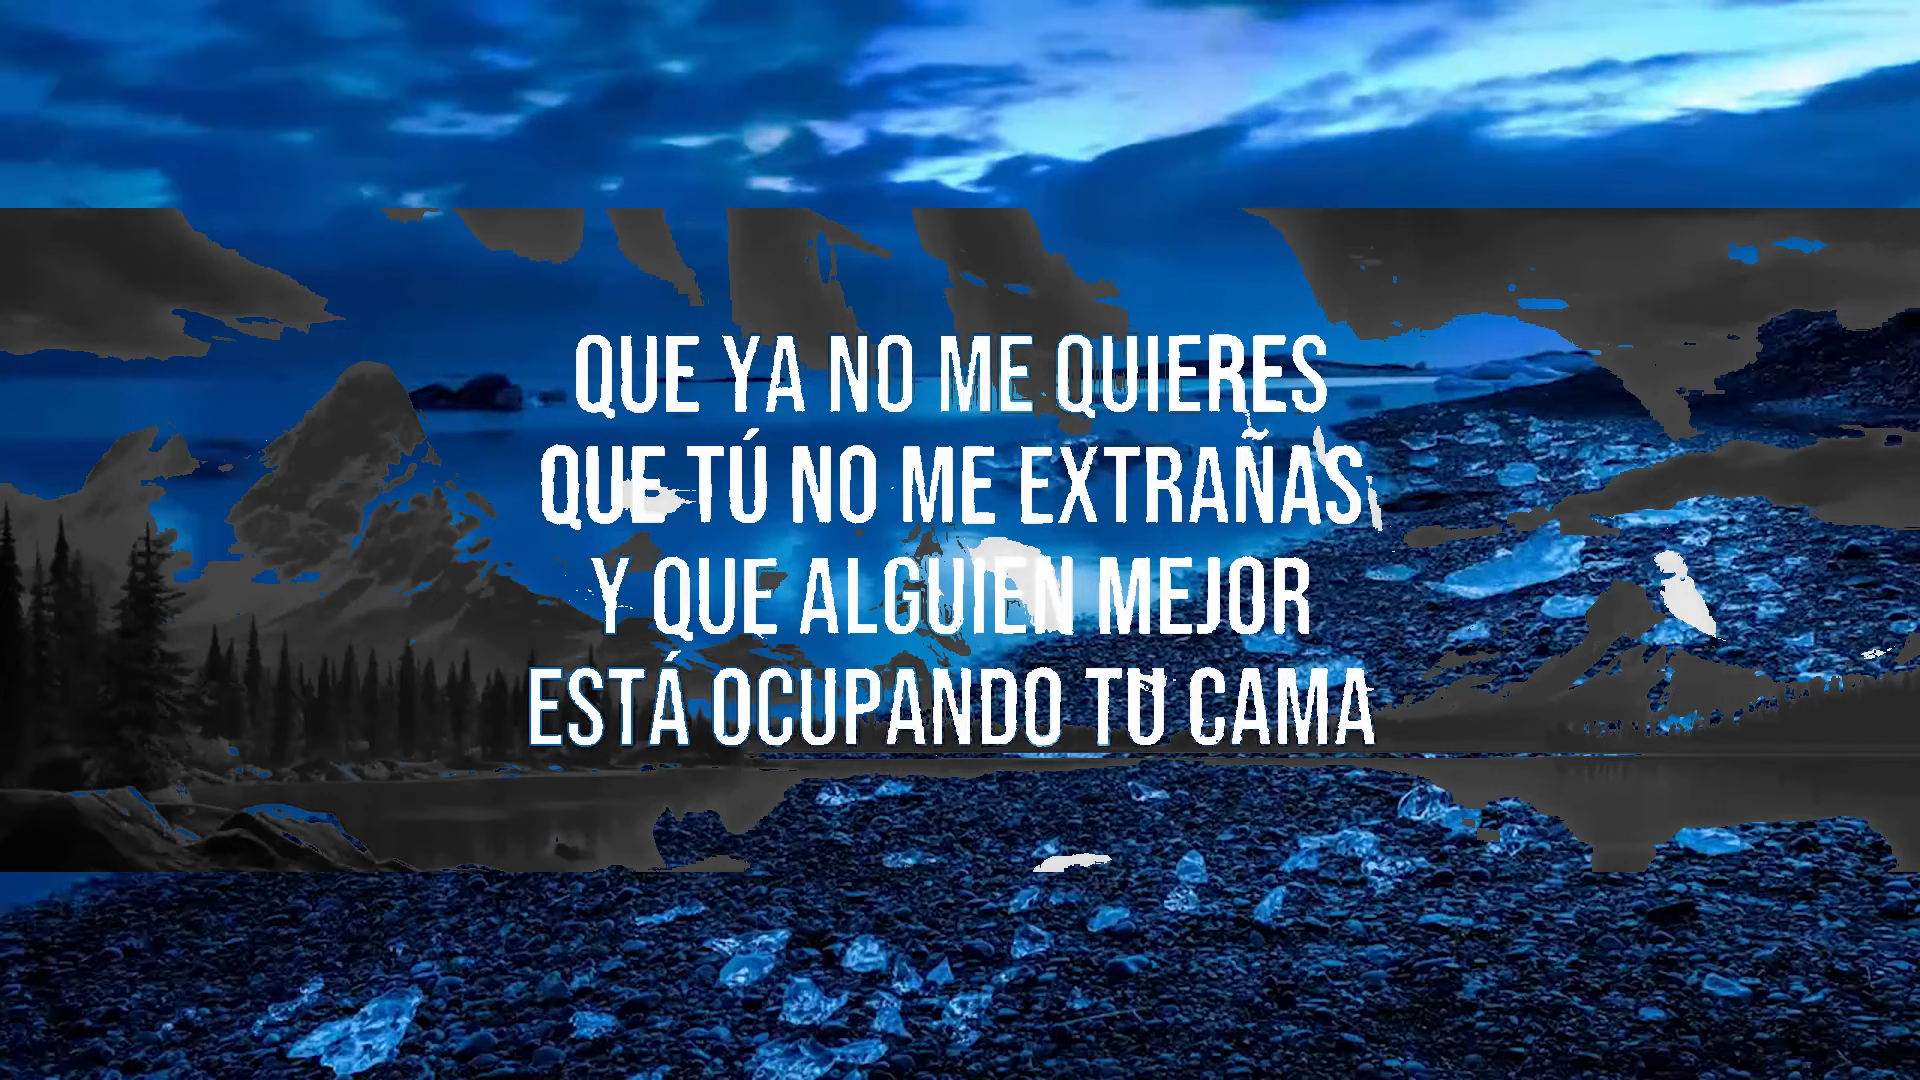 QUE YA NO ME QUIERES
QUE TÚ NO ME EXTRAÑAS
Y QUE ALGUIEN MEJOR
ESTÁ OCUPANDO TU CAMA